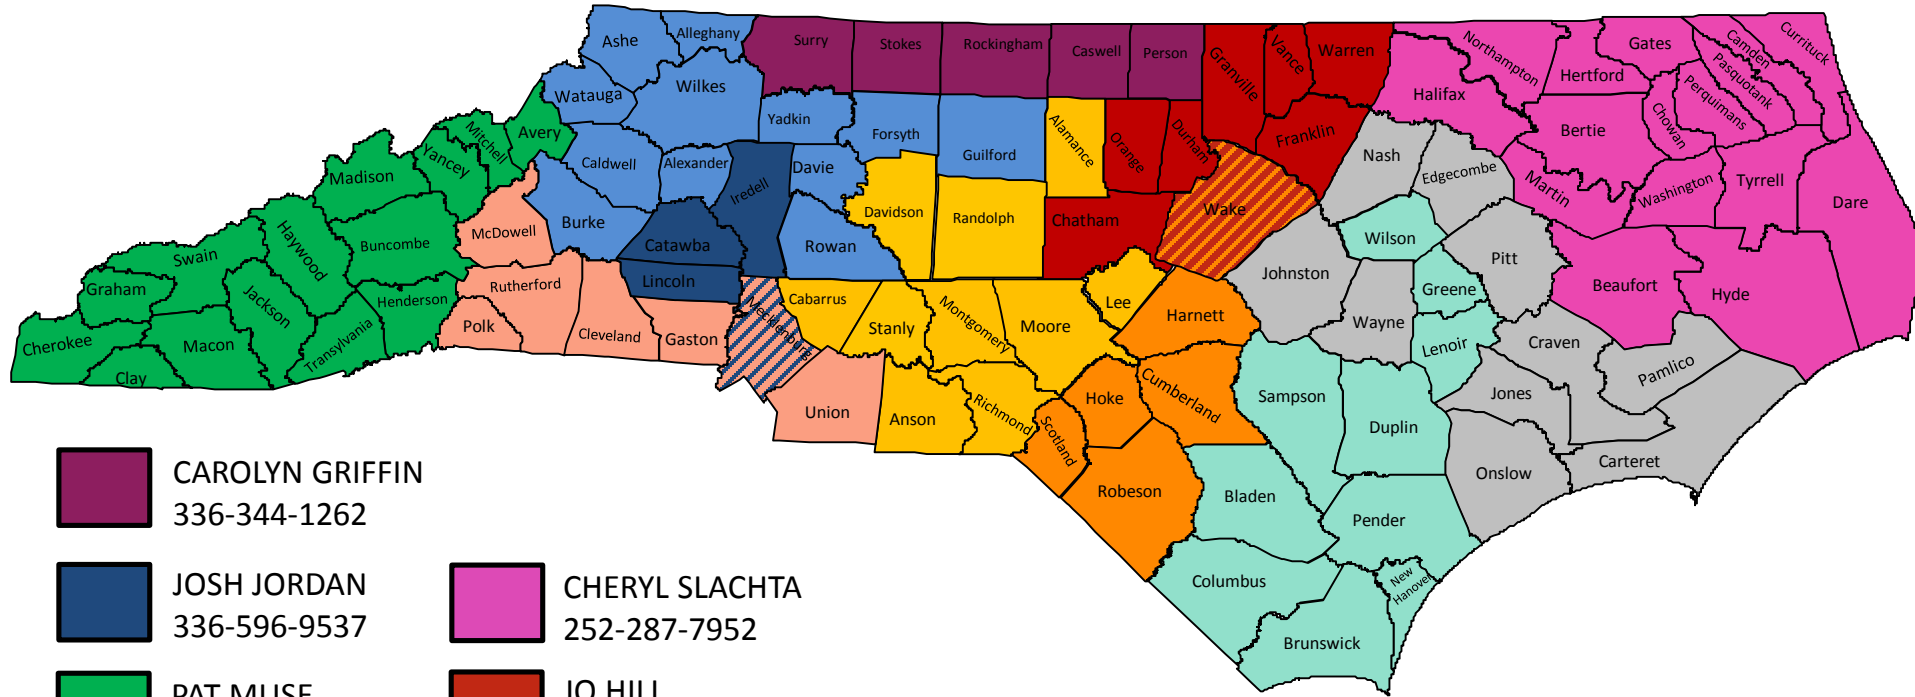 Ashe
Alleghany
Surry
Stokes
Rockingham
Caswell
Person
Granville
Vance
Warren
Northampton
Gates
Camden
Currituck
Hertford
Pasquotank
Perquimans
Chowan
Halifax
Bertie
Watauga
Wilkes
Yadkin
Forsyth
Guilford
Alamance
Orange
Durham
Franklin
Nash
Edgecombe
Martin
Washington
Tyrrell
Dare
Mitchell
Avery
Yancey
Madison
Caldwell
Alexander
Iredell
Davie
Davidson
Randolph
Chatham
Wake
Wilson
Pitt
Beaufort
Hyde
Swain
Haywood
Buncombe
McDowell
Burke
Catawba
Rowan
Lincoln
Johnston
Greene
Wayne
Lenoir
Craven
Pamlico
Graham
Jackson
Henderson
Rutherford
Polk
Cleveland
Gaston
Mecklenburg
Cabarrus
Stanly
Montgomery
Moore
Lee
Harnett
Cherokee
Clay
Macon
Transylvania
Union
Anson
Richmond
Scotland
Hoke
Cumberland
Sampson
Duplin
Jones
Onslow
Carteret
Robeson
Bladen
Pender
Columbus
New
Hanover
Brunswick
CAROLYN GRIFFIN
336-344-1262
JOSH JORDAN
336-596-9537
PAT MUSE
CHERYL SLACHTA
252-287-7952
JO HILL